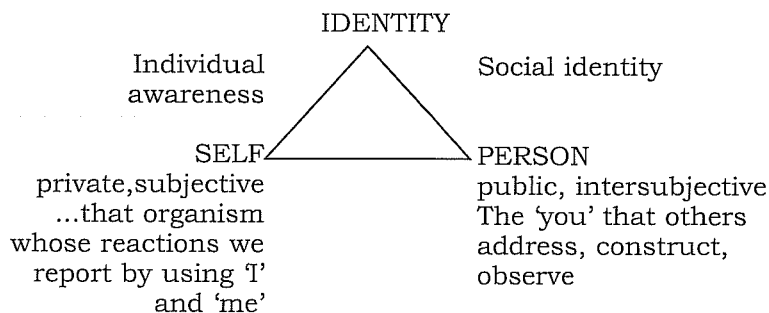 IDENTITY
Individual
awareness
Social identity
SELF
private,subjective
...that organism
whose reactions we
report by using 'I'
and 'me'
PERSON
public, intersubjective
The 'you' that others
address, construct,
observe